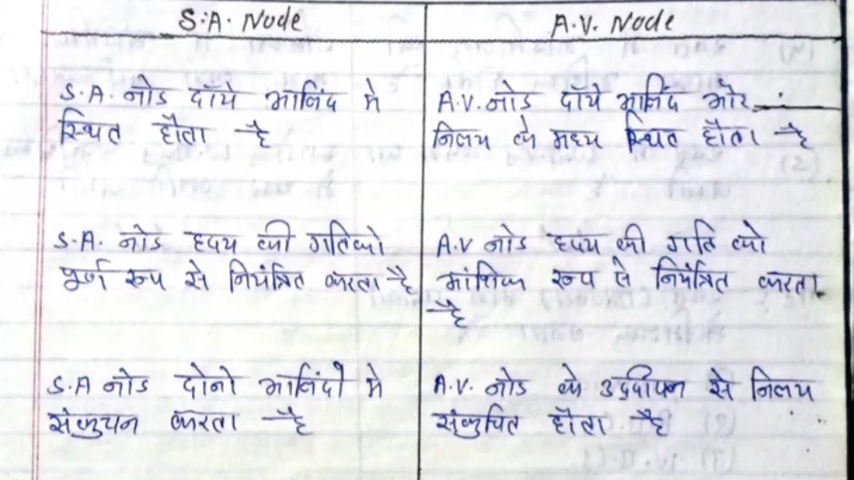 S.A. Node
A.V. Node
S.A. नोड दाँये आलिंद मे
स्थित होता है
A.V. नोड दाँये आलिंद और
निलय के मध्य स्थित होता है
S.A. नोड हृदय की गतिको
पूर्ण रूप से नियंत्रित करता है
A.V नोड हृदय की गति को
आंशिक रूप से नियंत्रित करता
है
S.A नोड दोनो आलिंदों मे
संकुचन करता है
A.V. नोड के उद्दीपन से निलय
संकुचित होता है